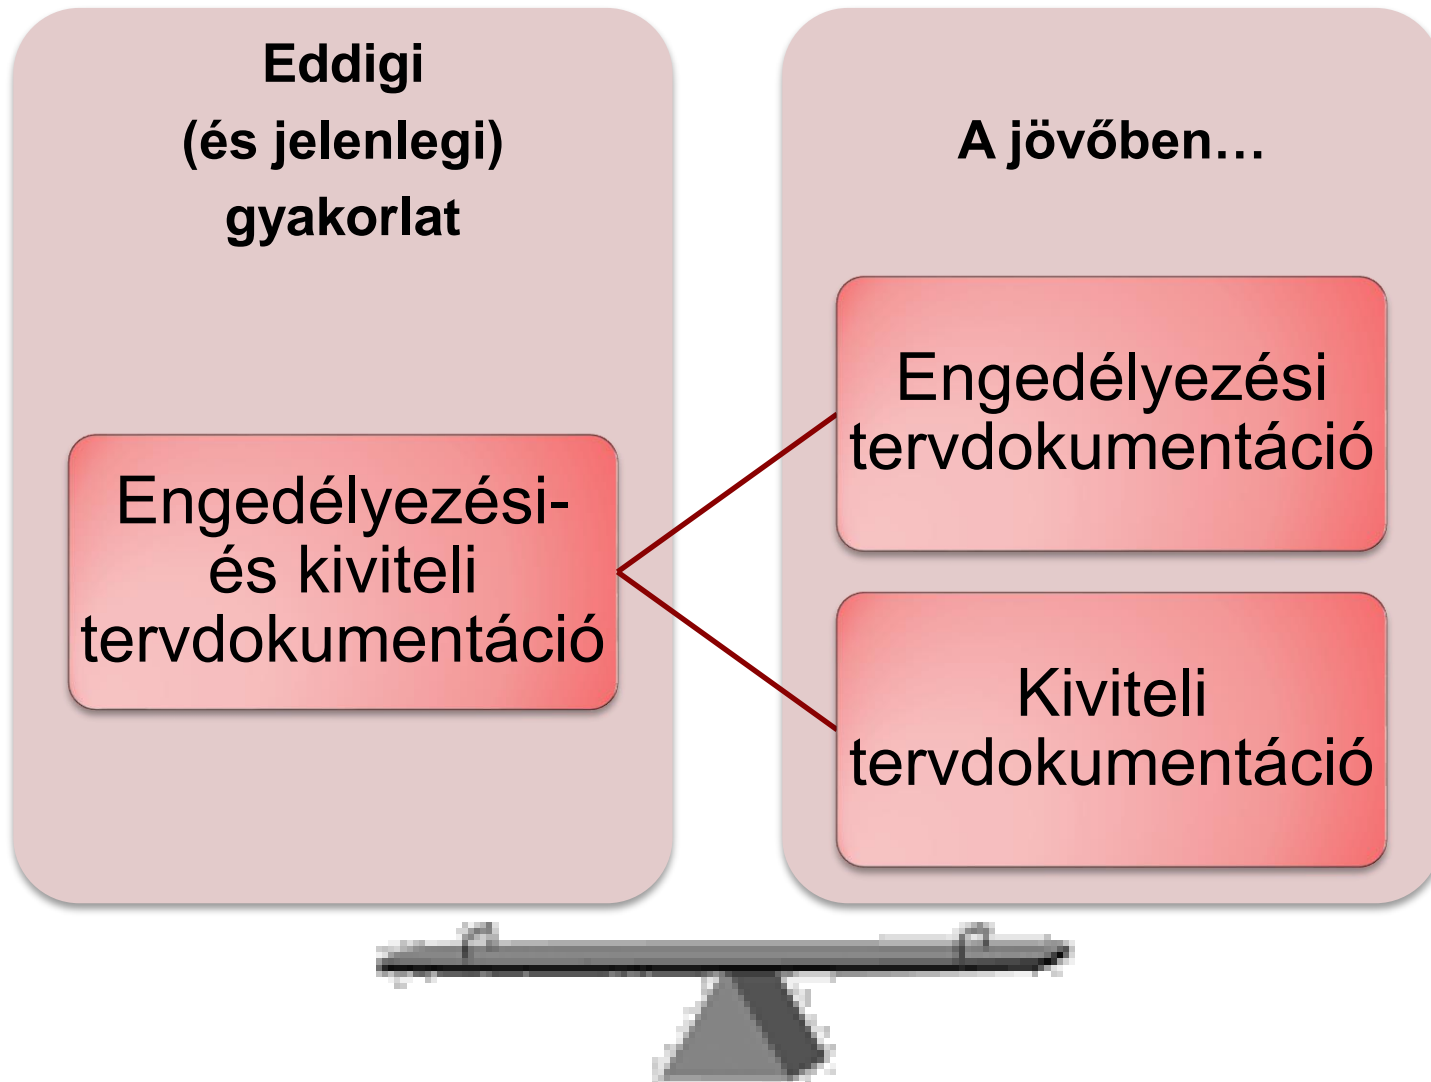 Eddigi
(és jelenlegi)
gyakorlat
Engedélyezési-
és kiviteli
tervdokumentáció
A jövőben…
Engedélyezési
tervdokumentáció
Kiviteli
tervdokumentáció